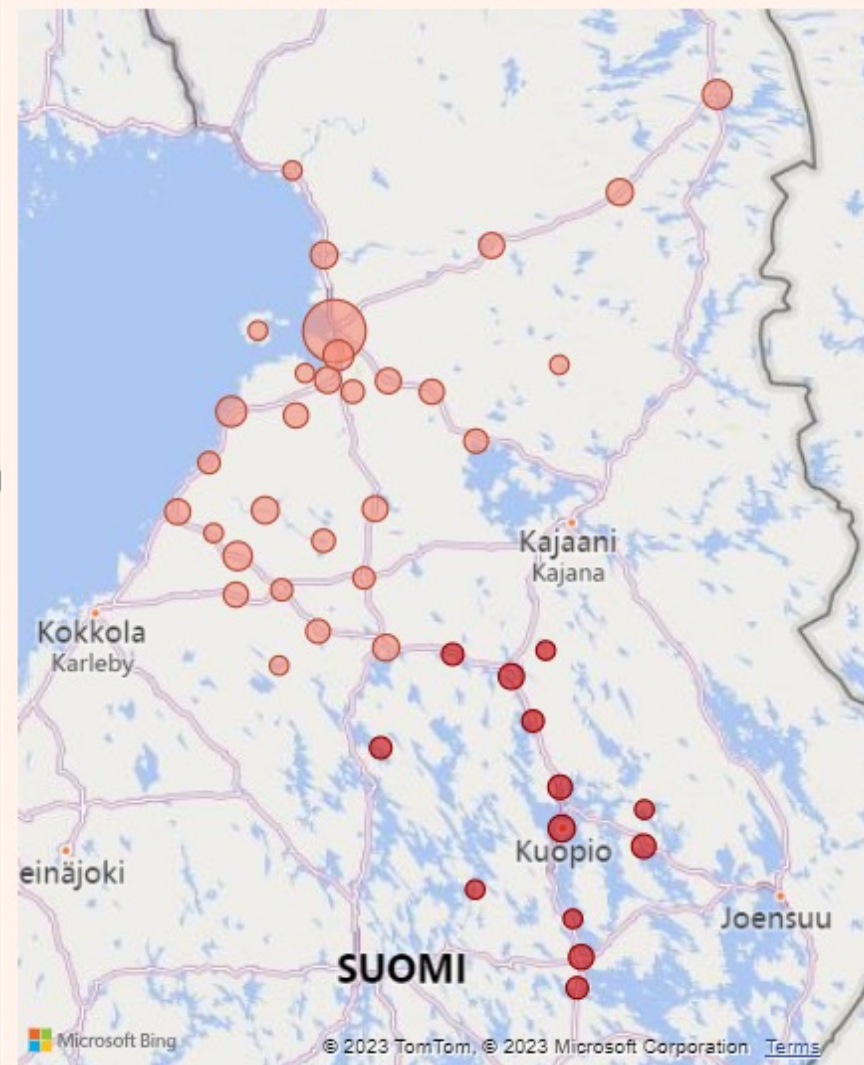 Kajaani
Kajana
Kokkola
Karleby
einäjoki
Kuopio
Joensuu
SUOMI
Microsoft Bing
© 2023 TomTom, © 2023 Microsoft Corporation Terms